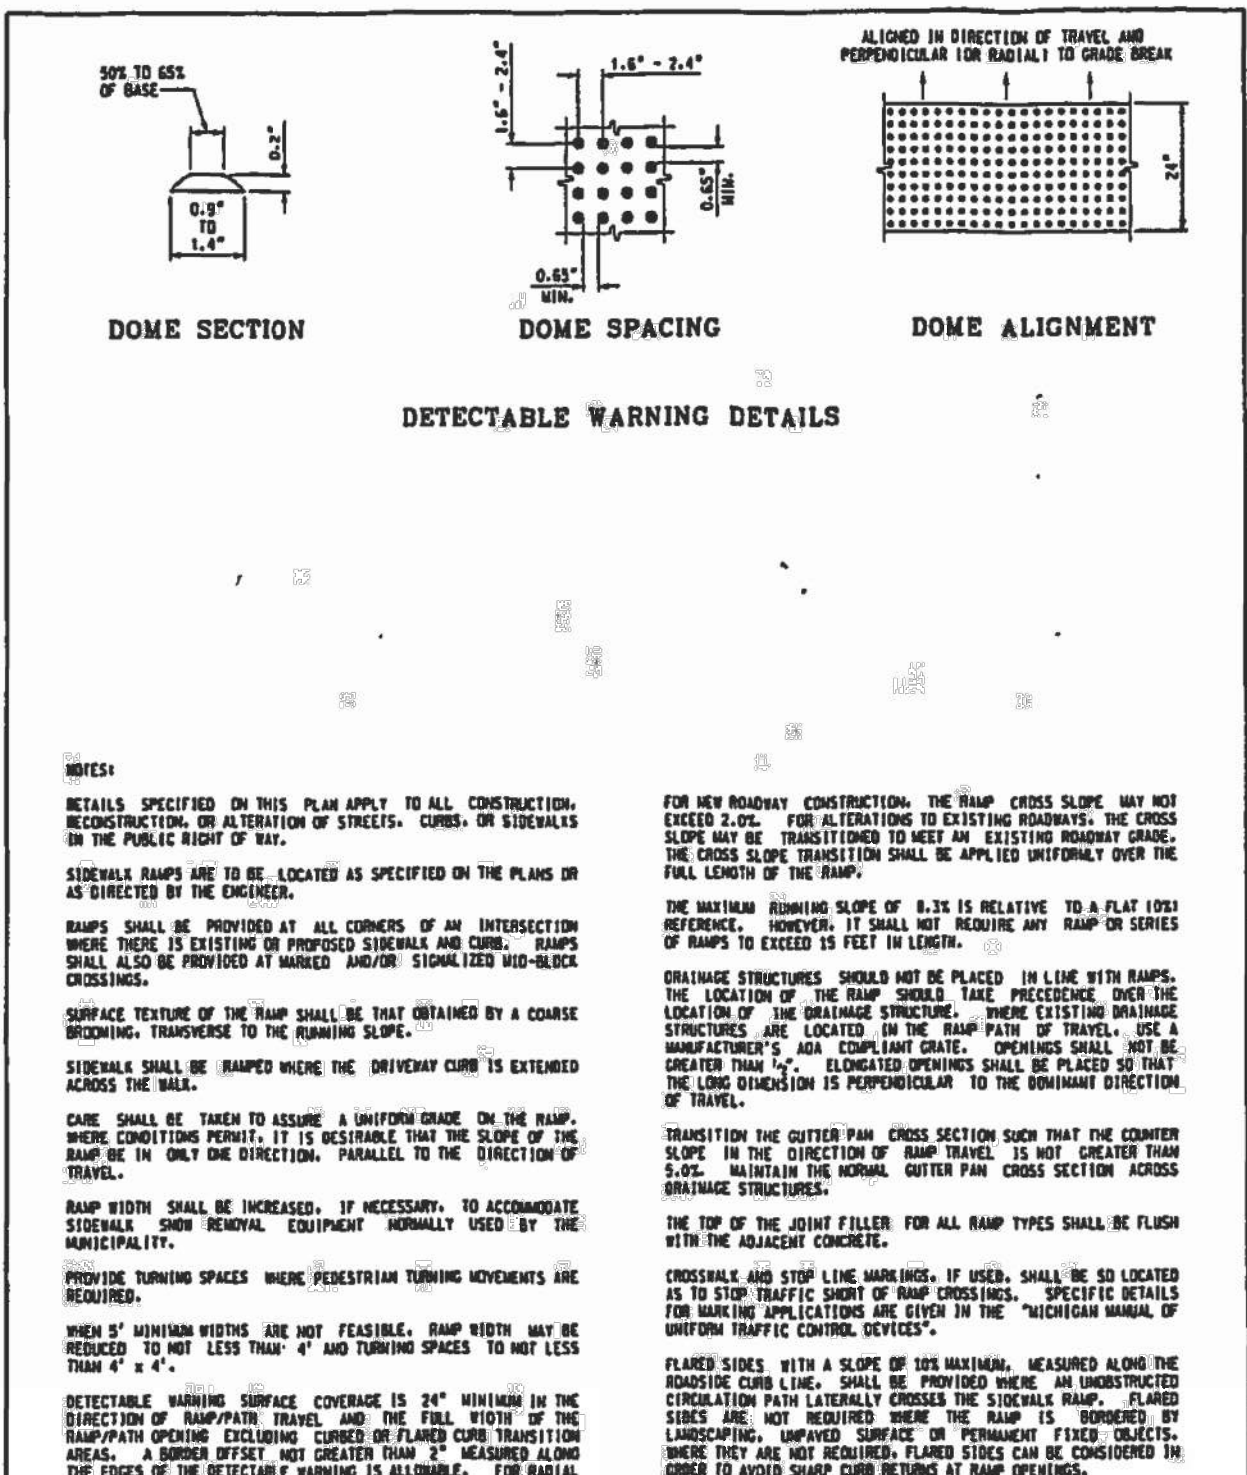 50% TO 65%
OF BASE
0.2"
0.9"
TO
1.4"
DOME SECTION
1.6" - 2.4"
1.6" - 2.4"
0.65"
MIN.
0.65"
MIN.
DOME SPACING
ALIGNED IN DIRECTION OF TRAVEL AND
PERPENDICULAR (OR RADIAL) TO GRADE BREAK
24"
DOME ALIGNMENT
DETECTABLE WARNING DETAILS
NOTES:
DETAILS SPECIFIED ON THIS PLAN APPLY TO ALL CONSTRUCTION,
RECONSTRUCTION, OR ALTERATION OF STREETS, CURBS, OR SIDEWALKS
IN THE PUBLIC RIGHT OF WAY.
SIDEWALK RAMPS ARE TO BE LOCATED AS SPECIFIED ON THE PLANS OR
AS DIRECTED BY THE ENGINEER.
RAMPS SHALL BE PROVIDED AT ALL CORNERS OF AN INTERSECTION
WHERE THERE IS EXISTING OR PROPOSED SIDEWALK AND CURB. RAMPS
SHALL ALSO BE PROVIDED AT MARKED AND/OR SIGNALIZED MID-BLOCK
CROSSINGS.
SURFACE TEXTURE OF THE RAMP SHALL BE THAT OBTAINED BY A COARSE
BROOMING, TRANSVERSE TO THE RUNNING SLOPE.
SIDEWALK SHALL BE RAMPED WHERE THE DRIVEWAY CURB IS EXTENDED
ACROSS THE WALK.
CARE SHALL BE TAKEN TO ASSURE A UNIFORM GRADE ON THE RAMP.
WHERE CONDITIONS PERMIT, IT IS DESIRABLE THAT THE SLOPE OF THE
RAMP BE IN ONLY ONE DIRECTION, PARALLEL TO THE DIRECTION OF
TRAVEL.
RAMP WIDTH SHALL BE INCREASED, IF NECESSARY, TO ACCOMMODATE
SIDEWALK SNOW REMOVAL EQUIPMENT NORMALLY USED BY THE
MUNICIPALITY.
PROVIDE TURNING SPACES WHERE PEDESTRIAN TURNING MOVEMENTS ARE
REQUIRED.
WHEN 5' MINIMUM WIDTHS ARE NOT FEASIBLE, RAMP WIDTH MAY BE
REDUCED TO NOT LESS THAN 4' AND TURNING SPACES TO NOT LESS
THAN 4' x 4'.
DETECTABLE WARNING SURFACE COVERAGE IS 24" MINIMUM IN THE
DIRECTION OF RAMP/PATH TRAVEL AND THE FULL WIDTH OF THE
RAMP/PATH OPENING EXCLUDING CURBED OR FLARED CURB TRANSITION
AREAS. A BORDER OFFSET NOT GREATER THAN 2" MEASURED ALONG
THE EDGES OF THE DETECTABLE WARNING IS ALLOWABLE. FOR RADIAL
FOR NEW ROADWAY CONSTRUCTION, THE RAMP CROSS SLOPE MAY NOT
EXCEED 2.0%. FOR ALTERATIONS TO EXISTING ROADWAYS, THE CROSS
SLOPE MAY BE TRANSITIONED TO MEET AN EXISTING ROADWAY GRADE.
THE CROSS SLOPE TRANSITION SHALL BE APPLIED UNIFORMLY OVER THE
FULL LENGTH OF THE RAMP.
THE MAXIMUM RUNNING SLOPE OF 8.3% IS RELATIVE TO A FLAT (0%)
REFERENCE. HOWEVER, IT SHALL NOT REQUIRE ANY RAMP OR SERIES
OF RAMPS TO EXCEED 15 FEET IN LENGTH.
DRAINAGE STRUCTURES SHOULD NOT BE PLACED IN LINE WITH RAMPS.
THE LOCATION OF THE RAMP SHOULD TAKE PRECEDENCE OVER THE
LOCATION OF THE DRAINAGE STRUCTURE. WHERE EXISTING DRAINAGE
STRUCTURES ARE LOCATED IN THE RAMP PATH OF TRAVEL, USE A
MANUFACTURER'S ADA COMPLIANT GRATE. OPENINGS SHALL NOT BE
GREATER THAN ½". ELONGATED OPENINGS SHALL BE PLACED SO THAT
THE LONG DIMENSION IS PERPENDICULAR TO THE DOMINANT DIRECTION
OF TRAVEL.
TRANSITION THE GUTTER PAN CROSS SECTION SUCH THAT THE COUNTER
SLOPE IN THE DIRECTION OF RAMP TRAVEL IS NOT GREATER THAN
5.0%. MAINTAIN THE NORMAL GUTTER PAN CROSS SECTION ACROSS
DRAINAGE STRUCTURES.
THE TOP OF THE JOINT FILLER FOR ALL RAMP TYPES SHALL BE FLUSH
WITH THE ADJACENT CONCRETE.
CROSSWALK AND STOP LINE MARKINGS, IF USED, SHALL BE SO LOCATED
AS TO STOP TRAFFIC SHORT OF RAMP CROSSINGS. SPECIFIC DETAILS
FOR MARKING APPLICATIONS ARE GIVEN IN THE "MICHIGAN MANUAL OF
UNIFORM TRAFFIC CONTROL DEVICES".
FLARED SIDES WITH A SLOPE OF 10% MAXIMUM, MEASURED ALONG THE
ROADSIDE CURB LINE, SHALL BE PROVIDED WHERE AN UNOBSTRUCTED
CIRCULATION PATH LATERALLY CROSSES THE SIDEWALK RAMP. FLARED
SIDES ARE NOT REQUIRED WHERE THE RAMP IS BORDERED BY
LANDSCAPING, UNPAVED SURFACE OR PERMANENT FIXED OBJECTS.
WHERE THEY ARE NOT REQUIRED, FLARED SIDES CAN BE CONSIDERED IN
ORDER TO AVOID SHARP CURB RETURNS AT RAMP OPENINGS.